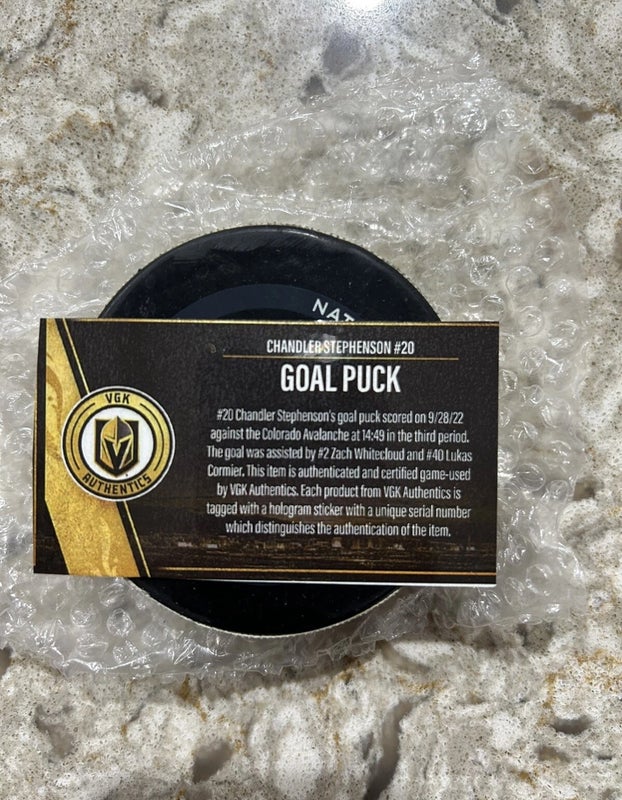 NAT
CHANDLER STEPHENSON #20
GOAL PUCK
VGK
AUTHENTICS
#20 Chandler Stephenson's goal puck scored on 9/28/22
against the Colorado Avalanche at 14:49 in the third period.
The goal was assisted by #2 Zach Whitecloud and #40 Lukas
Cormier. This item is authenticated and certified game-used
by VGK Authentics. Each product from VGK Authentics is
tagged with a hologram sticker with a unique serial number
which distinguishes the authentication of the item.